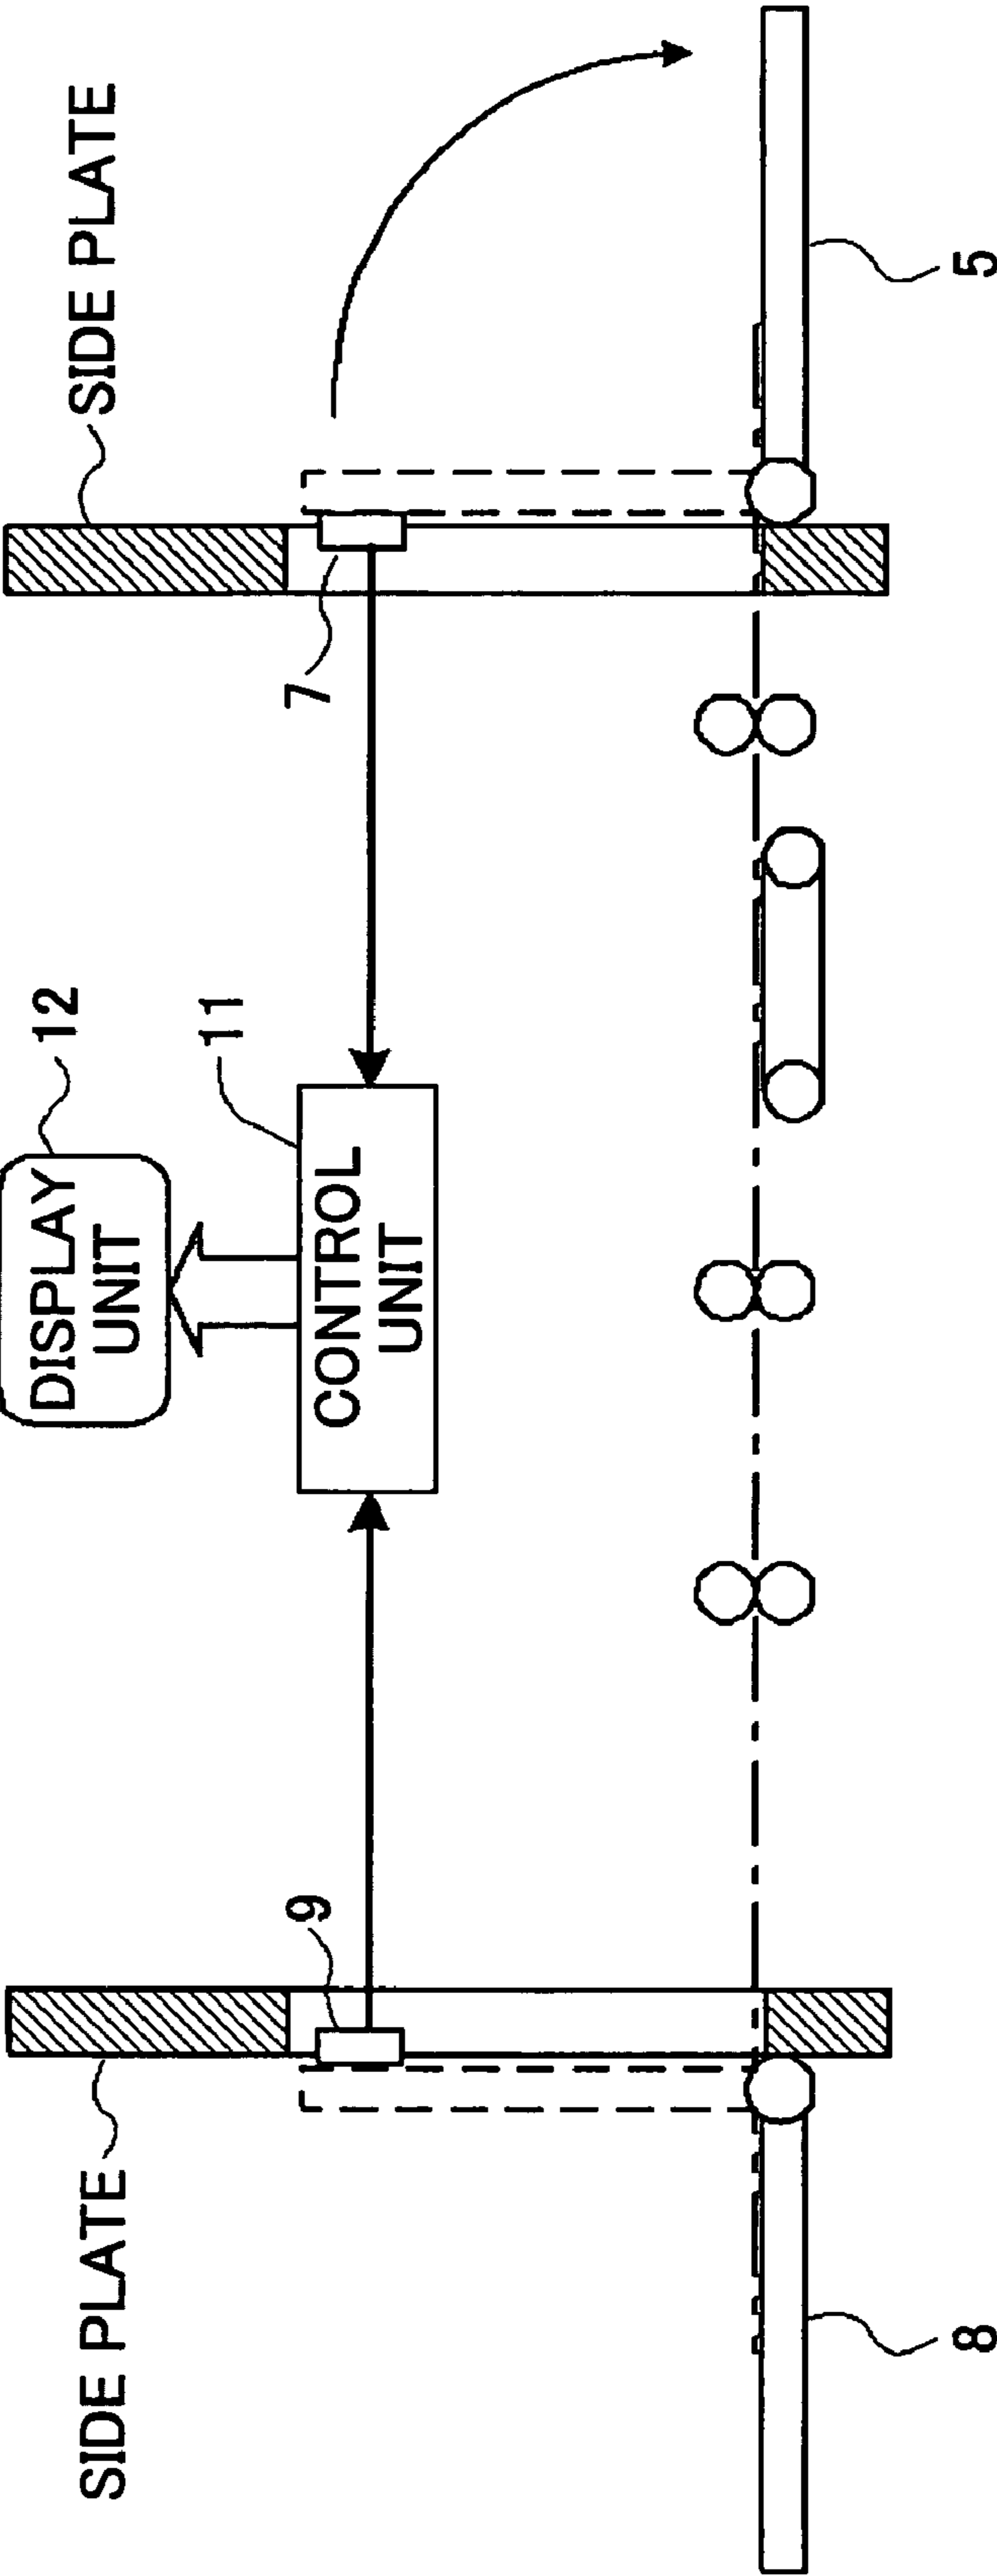 DISPLAY
UNIT
12
SIDE PLATE
SIDE PLATE
11
CONTROL
UNIT
9
7
8
5